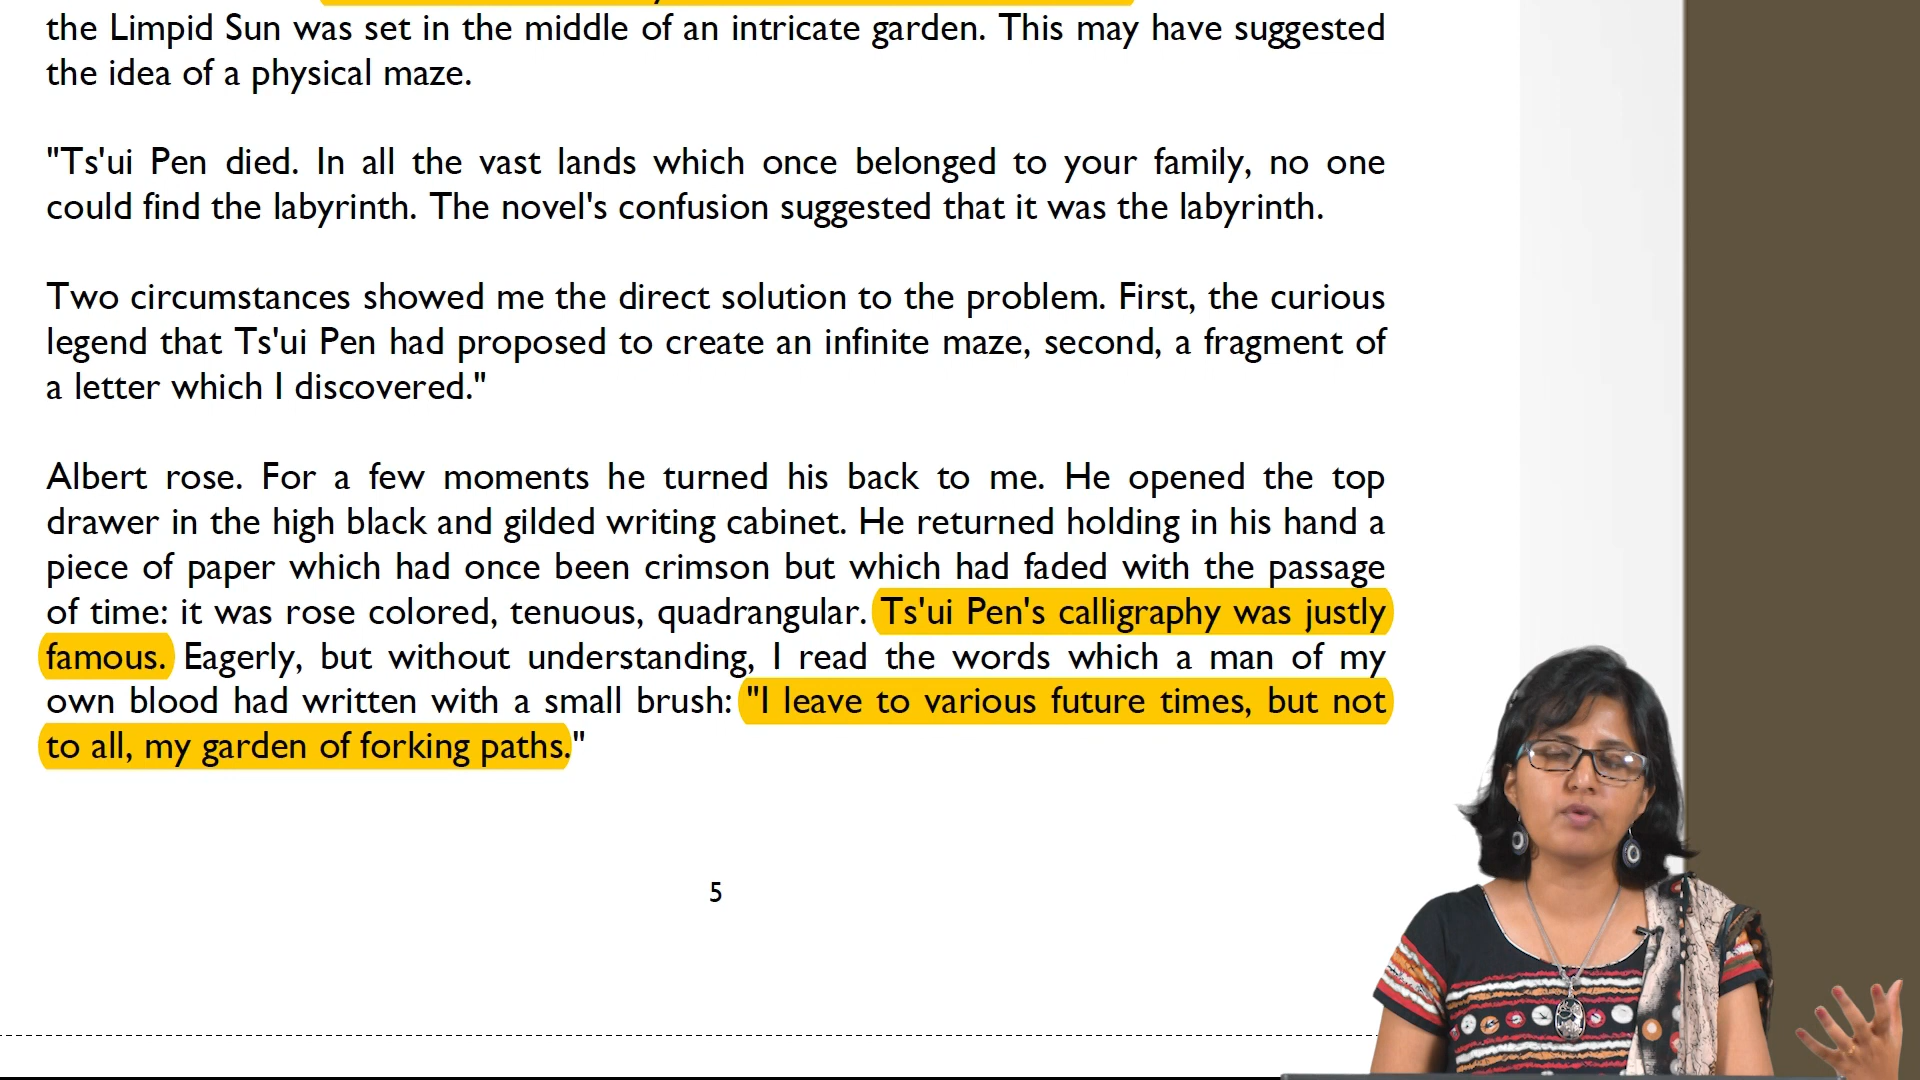 the Limpid Sun was set in the middle of an intricate garden. This may have suggested
the idea of a physical maze.
"Ts'ui Pen died. In all the vast lands which once belonged to your family, no one
could find the labyrinth. The novel's confusion suggested that it was the labyrinth.
Two circumstances showed me the direct solution to the problem. First, the curious
legend that Ts'ui Pen had proposed to create an infinite maze, second, a fragment of
a letter which I discovered."
Albert rose. For a few moments he turned his back to me. He opened the top
drawer in the high black and gilded writing cabinet. He returned holding in his hand a
piece of paper which had once been crimson but which had faded with the passage
of time: it was rose colored, tenuous, quadrangular. Ts'ui Pen's calligraphy was justly
famous. Eagerly, but without understanding, I read the words which a man of my
own blood had written with a small brush: "I leave to various future times, but not
to all, my garden of forking paths."
5